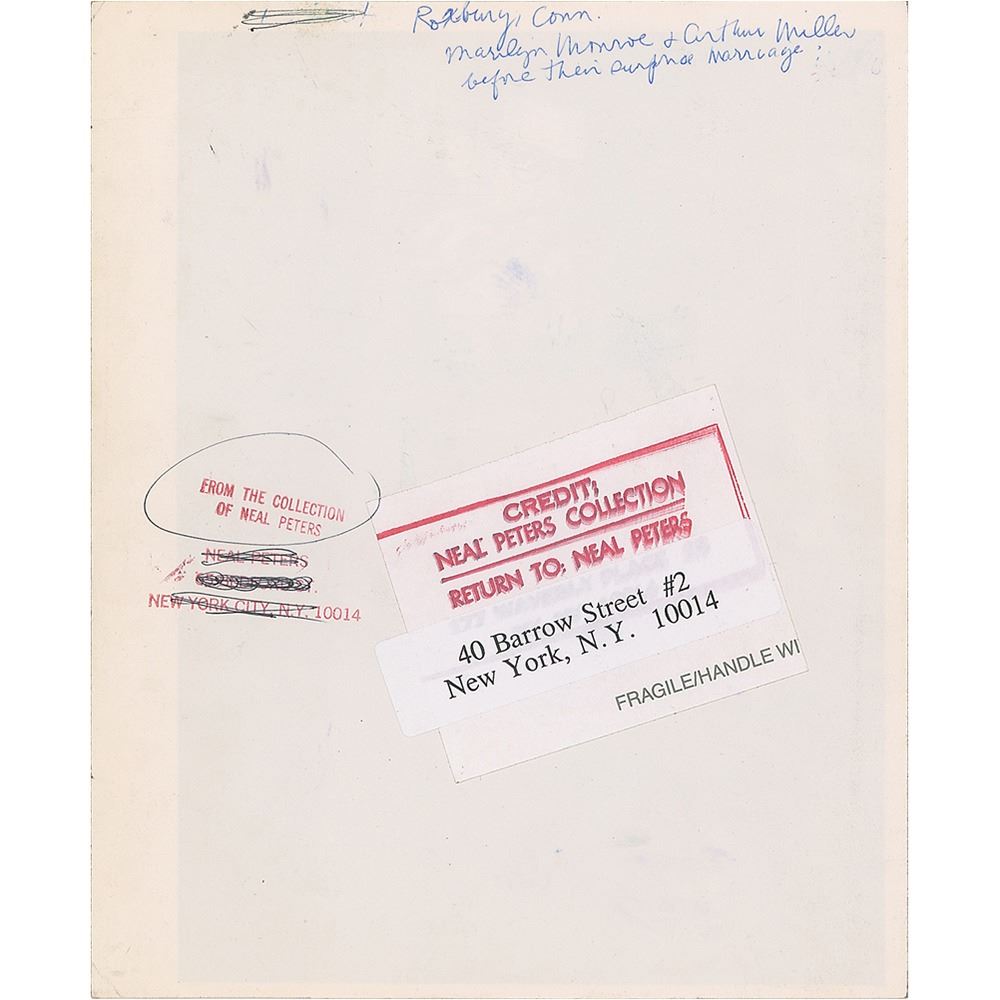 Roxbury, Conn.
Marilyn Monroe & Arthur Miller
before their surprise marriage:
FROM THE COLLECTION
OF NEAL PETERS
NEAL PETERS
NEW YORK CITY, N.Y. 10014
CREDIT;
NEAL PETERS COLLECTION
RETURN TO; NEAL PETERS
40 Barrow Street #2
New York, N.Y. 10014
FRAGILE/HANDLE WI